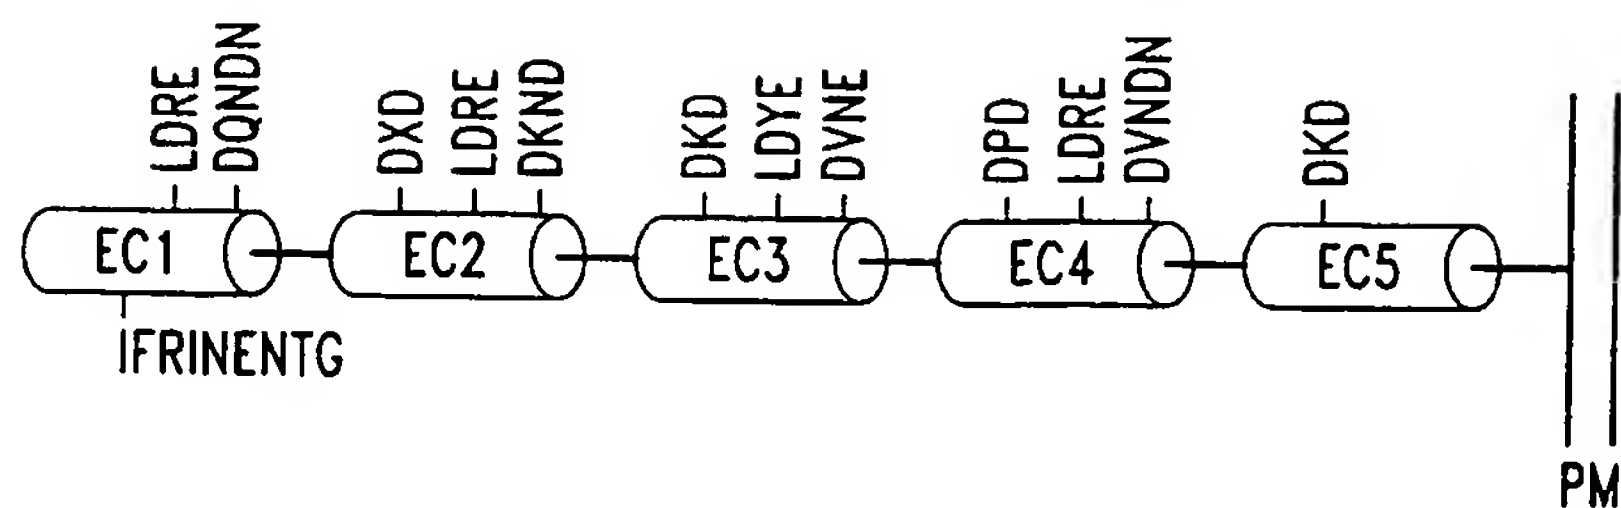 LDRE
DQNDN
DXD
LDRE
DKND
DKD
LDYE
DVNE
DPD
LDRE
DVNDN
DKD
EC1
EC2
EC3
EC4
EC5
IFRINENTG
PM